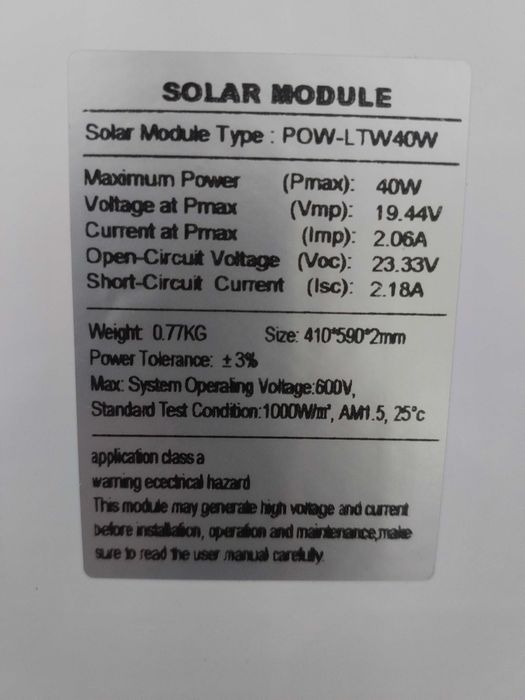 SOLAR MODULE
Solar Module Type : POW-LTW40W
Maximum Power (Pmax): 40W
Voltage at Pmax (Vmp): 19.44V
Current at Pmax (Imp): 2.06A
Open-Circuit Voltage (Voc): 23.33V
Short-Circuit Current (Isc): 2.18A
Weight: 0.77KG Size: 410*590*2mm
Power Tolerance: ±3%
Max: System Operating Voltage:600V,
Standard Test Condition:1000W/m², AM1.5, 25°c
application class a
warning ecectrical hazard
This module may generate high voltage and current
before installation, operation and maintenance,make
sure to read the user manual carefully.